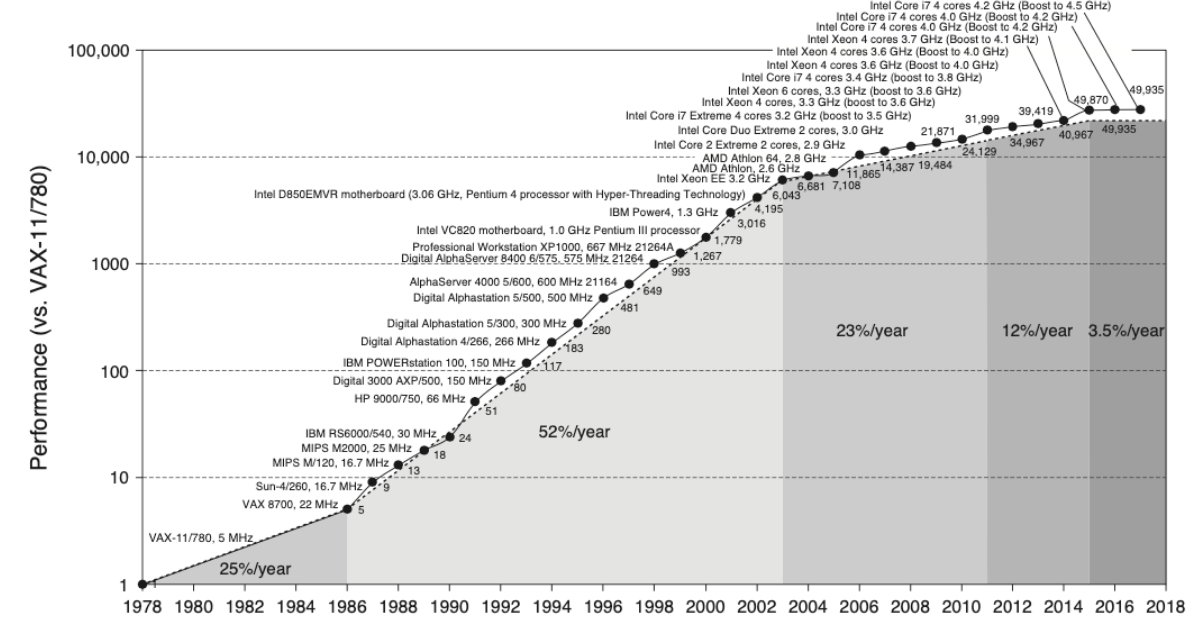 Intel Core i7 4 cores 4.2 GHz (Boost to 4.5 GHz)
Intel Core i7 4 cores 4.0 GHz (Boost to 4.2 GHz)
Intel Core i7 4 cores 4.0 GHz (Boost to 4.2 GHz)
Intel Xeon 4 cores 3.7 GHz (Boost to 4.1 GHz)
Intel Xeon 4 cores 3.6 GHz (Boost to 4.0 GHz)
Intel Xeon 4 cores 3.6 GHz (Boost to 4.0 GHz)
Intel Core i7 4 cores 3.4 GHz (boost to 3.8 GHz)
Intel Xeon 6 cores, 3.3 GHz (boost to 3.6 GHz)
Intel Xeon 4 cores, 3.3 GHz (boost to 3.6 GHz)
Intel Core i7 Extreme 4 cores 3.2 GHz (boost to 3.5 GHz)
Intel Core Duo Extreme 2 cores, 3.0 GHz
Intel Core 2 Extreme 2 cores, 2.9 GHz
AMD Athlon 64, 2.8 GHz
AMD Athlon, 2.6 GHz
Intel Xeon EE 3.2 GHz
Intel D850EMVR motherboard (3.06 GHz, Pentium 4 processor with Hyper-Threading Technology)
IBM Power4, 1.3 GHz
Intel VC820 motherboard, 1.0 GHz Pentium III processor
Professional Workstation XP1000, 667 MHz 21264A
Digital AlphaServer 8400 6/575, 575 MHz 21264
AlphaServer 4000 5/600, 600 MHz 21164
Digital Alphastation 5/500, 500 MHz
Digital Alphastation 5/300, 300 MHz
Digital Alphastation 4/266, 266 MHz
IBM POWERstation 100, 150 MHz
Digital 3000 AXP/500, 150 MHz
HP 9000/750, 66 MHz
IBM RS6000/540, 30 MHz
MIPS M2000, 25 MHz
MIPS M/120, 16.7 MHz
Sun-4/260, 16.7 MHz
VAX 8700, 22 MHz
VAX-11/780, 5 MHz
5
9
13
18
24
51
80
117
183
280
481
649
993
1,267
1,779
3,016
4,195
6,043
6,681
7,108
11,865
14,387
19,484
21,871
24,129
31,999
34,967
39,419
40,967
49,870
49,935
49,935
25%/year
52%/year
23%/year
12%/year
3.5%/year
Performance (vs. VAX-11/780)
100,000
10,000
1000
100
10
1
1978 1980 1982 1984 1986 1988 1990 1992 1994 1996 1998 2000 2002 2004 2006 2008 2010 2012 2014 2016 2018